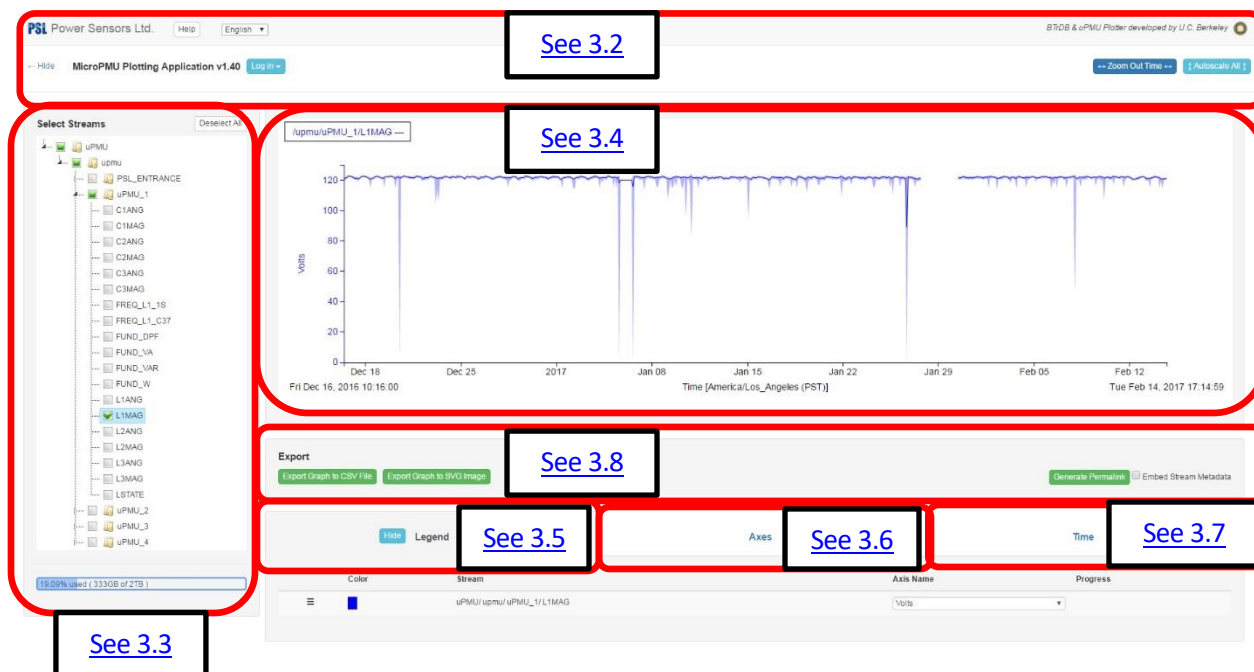 PSL Power Sensors Ltd. Help English
BTrDB & uPMU Plotter developed by U.C. Berkeley
See 3.2
← Hide MicroPMU Plotting Application v1.40 Log in
↔ Zoom Out Time ↔ ↕ Autoscale All ↕
Select Streams Deselect All
uPMU
upmu
PSL_ENTRANCE
uPMU_1
C1ANG
C1MAG
C2ANG
C2MAG
C3ANG
C3MAG
FREQ_L1_1S
FREQ_L1_C37
FUND_DPF
FUND_VA
FUND_VAR
FUND_W
L1ANG
L1MAG
L2ANG
L2MAG
L3ANG
L3MAG
LSTATE
uPMU_2
uPMU_3
uPMU_4
19.09% used ( 333GB of 2TB )
See 3.3
/upmu/uPMU_1/L1MAG —
See 3.4
120
100
80
60
40
20
0
Volts
Dec 18 Dec 25 2017 Jan 08 Jan 15 Jan 22 Jan 29 Feb 05 Feb 12
Fri Dec 16, 2016 10:16:00 Time [America/Los_Angeles (PST)] Tue Feb 14, 2017 17:14:59
Export
Export Graph to CSV File Export Graph to SVG Image
See 3.8
Generate Permalink Embed Stream Metadata
Hide Legend See 3.5 Axes See 3.6 Time See 3.7
Color Stream Axis Name Progress
uPMU/ upmu/ uPMU_1/ L1MAG Volts